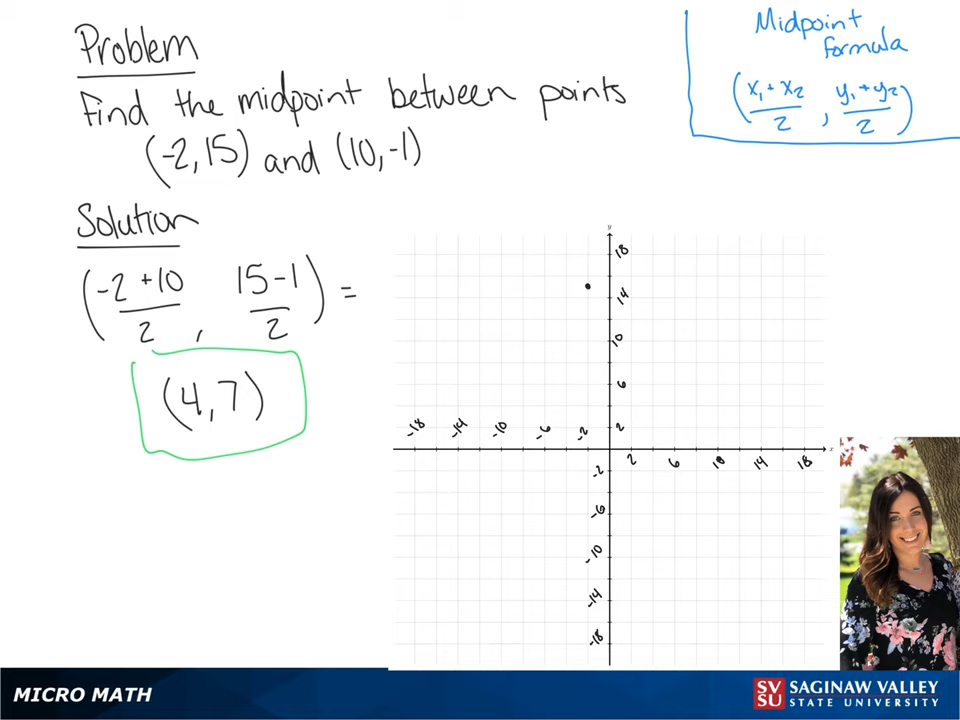 Problem
Find the midpoint between points
(-2,15) and (10,-1)
Midpoint
formula
(x₁+x₂/2, y₁+y₂/2)
Solution
(-2+10/2, 15-1/2) =
(4,7)
y
18
14
10
6
2
-18 -14 -10 -6 -2
x
2 6 10 14 18
-2
-6
-10
-14
-18
MICRO MATH
SVSU SAGINAW VALLEY
STATE UNIVERSITY